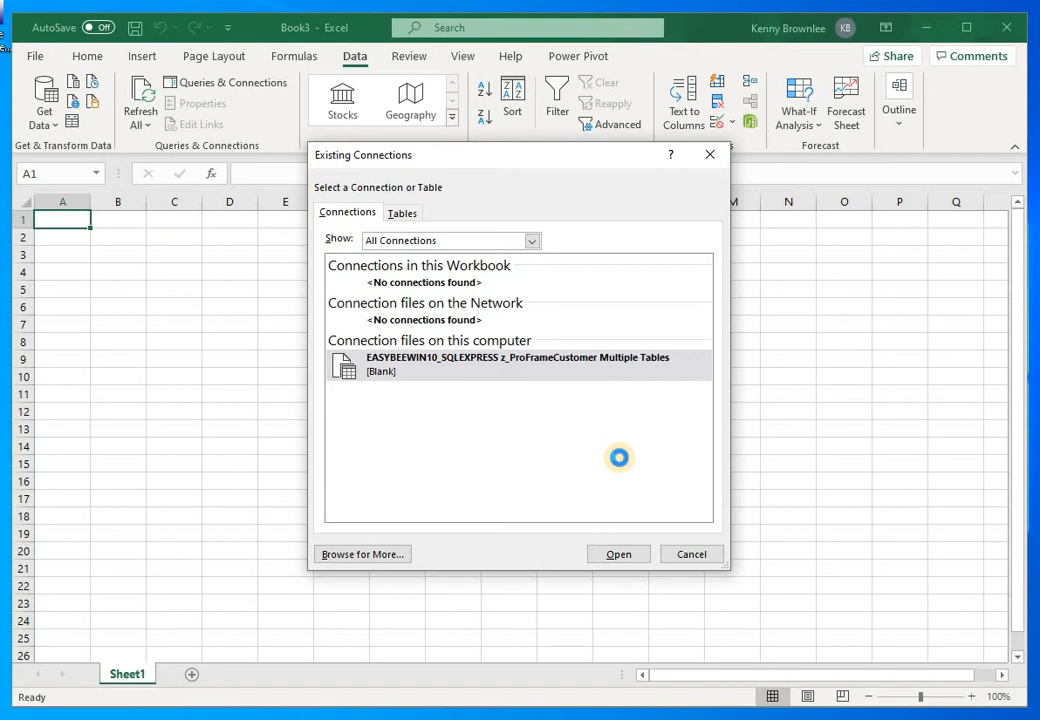 AutoSave Off Book3 - Excel Search Kenny Brownlee KB
File Home Insert Page Layout Formulas Data Review View Help Power Pivot Share Comments
Get Data
Refresh All
Queries & Connections
Properties
Edit Links
Stocks
Geography
Sort
Filter
Clear
Reapply
Advanced
Text to Columns
What-If Analysis
Forecast Sheet
Outline
Get & Transform Data Queries & Connections Forecast
A1 fx
Existing Connections ?
Select a Connection or Table
Connections Tables
Show: All Connections
Connections in this Workbook
<No connections found>
Connection files on the Network
<No connections found>
Connection files on this computer
EASYBEEWIN10_SQLEXPRESS z_ProFrameCustomer Multiple Tables
[Blank]
Browse for More... Open Cancel
A B C D E M N O P Q
1
2
3
4
5
6
7
8
9
10
11
12
13
14
15
16
17
18
19
20
21
22
23
24
25
26
Sheet1
Ready 100%